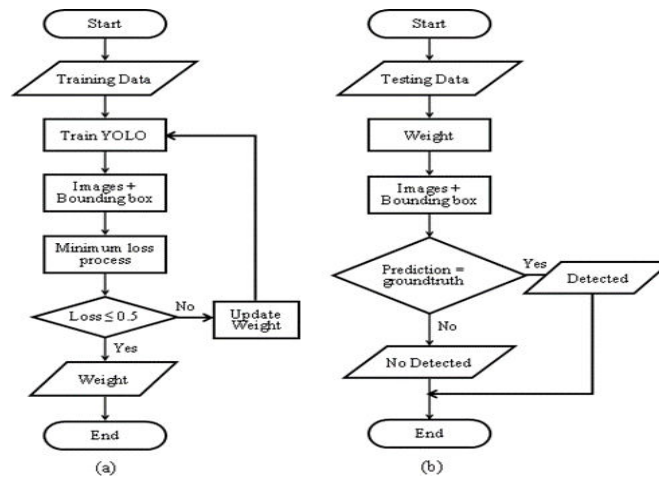 Start
Training Data
Train YOLO
Images +
Bounding box
Minimum loss
process
Loss ≤ 0.5
No
Update
Weight
Yes
Weight
End
(a)
Start
Testing Data
Weight
Images +
Bounding box
Prediction =
groundtruth
Yes
Detected
No
No Detected
End
(b)